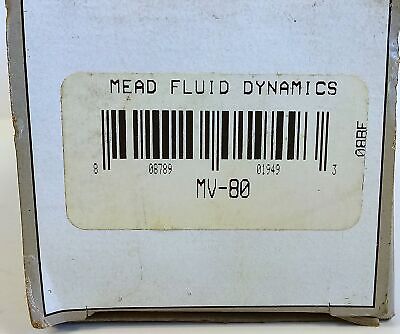 MEAD FLUID DYNAMICS
8 08789 01949 3
MV-80
08BF